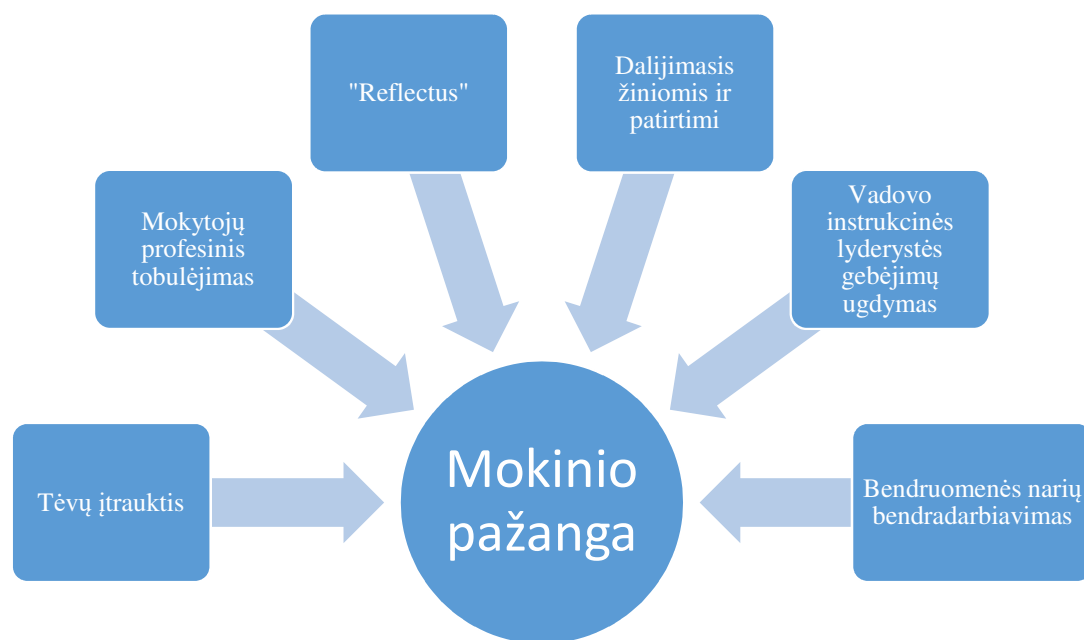 Tėvų įtrauktis
Mokytojų
profesinis
tobulėjimas
"Reflectus"
Dalijimasis
žiniomis ir
patirtimi
Vadovo
instrukcinės
lyderystės
gebėjimų
ugdymas
Bendruomenės narių
bendradarbiavimas
Mokinio
pažanga